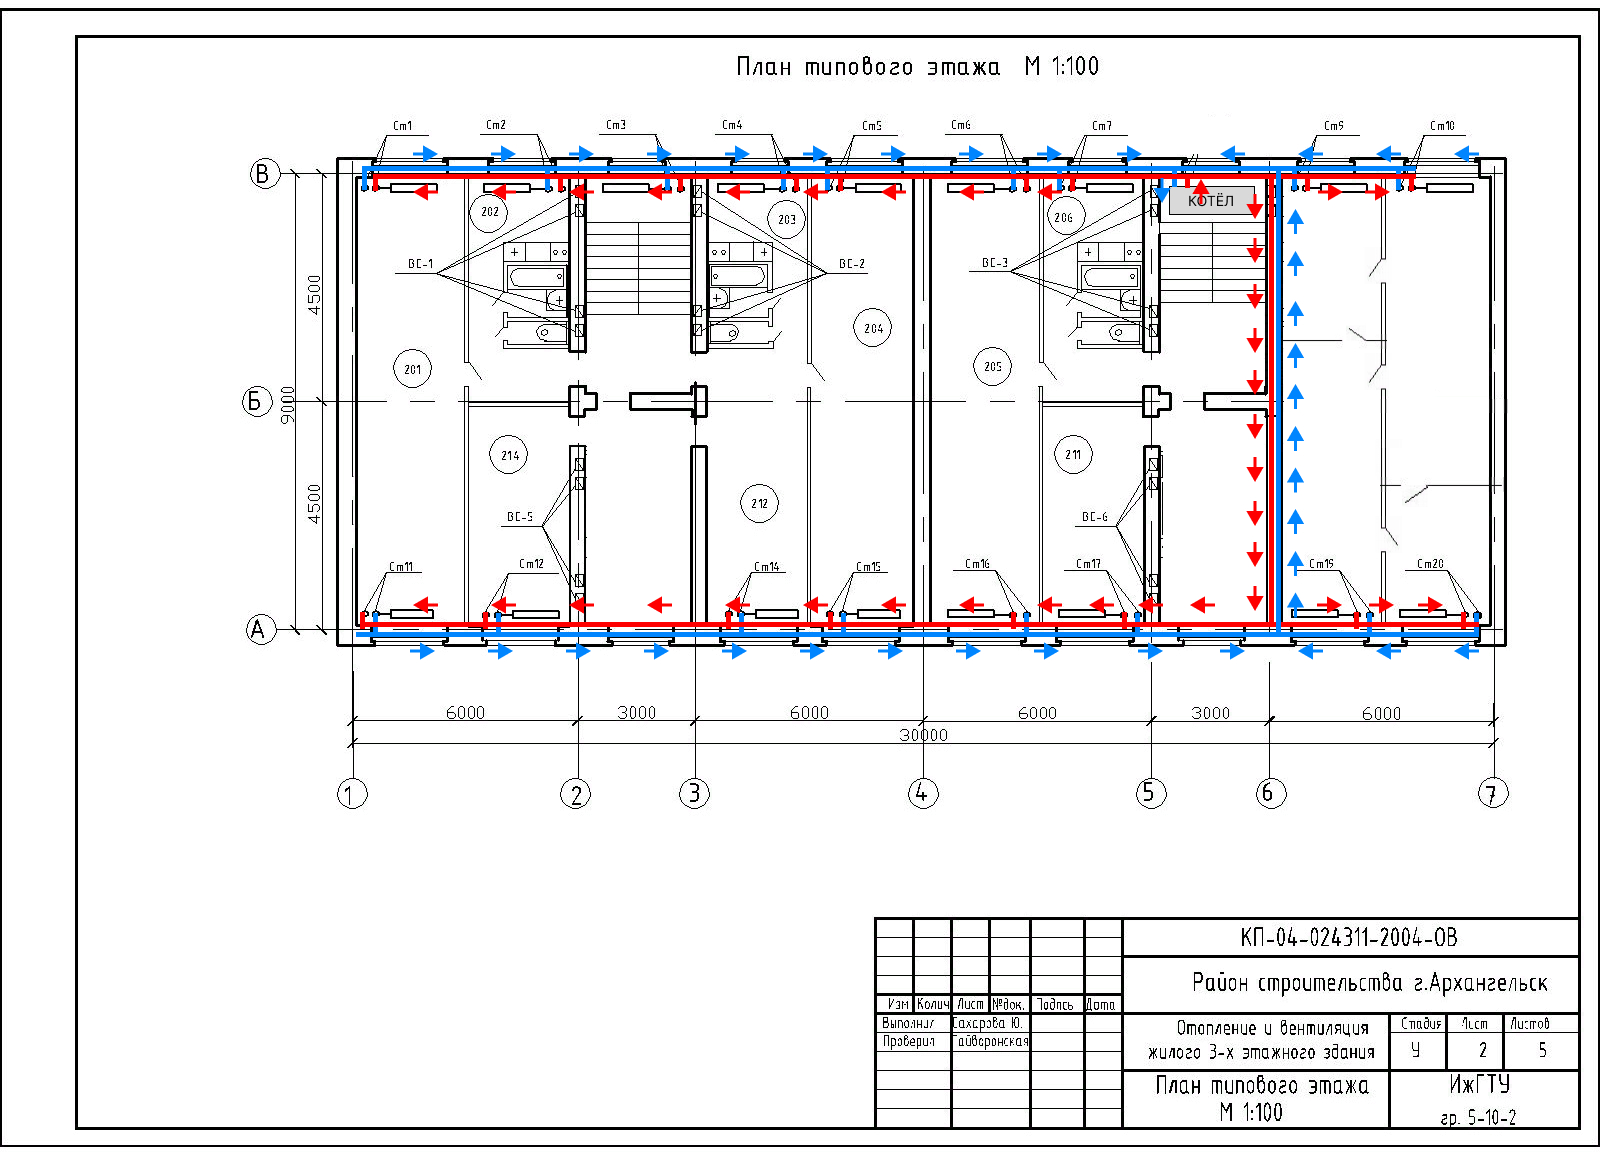 План типового этажа М 1:100
Ст1 Ст2 Ст3 Ст4 Ст5 Ст6 Ст7 Ст9 Ст10
В
КОТЁЛ
202 203 206
ВС-1 ВС-2 ВС-3
4500
204
201 205
Б
9000
214 211
212
4500
ВС-5 ВС-6
Ст11 Ст12 Ст14 Ст15 Ст16 Ст17 Ст19 Ст20
А
6000 3000 6000 6000 3000 6000
30000
1 2 3 4 5 6 7
КП-04-024311-2004-ОВ
Район строительства г.Архангельск
Изм Колич Лист №док. Подпсь Дата
Выполнил Сахарова Ю.
Проверил Гайворонская
Отопление и вентиляция
жилого 3-х этажного здания
Стадия Лист Листов
У 2 5
План типового этажа
М 1:100
ИжГТУ
гр. 5-10-2